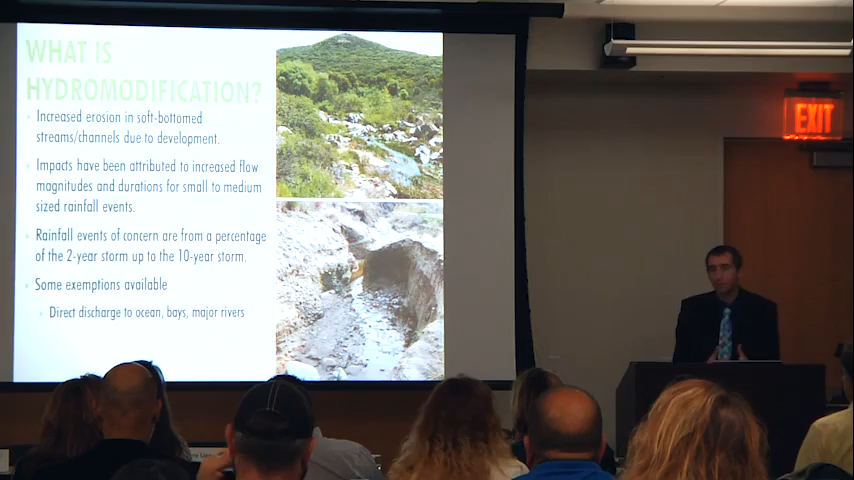 WHAT IS
HYDROMODIFICATION?
Increased erosion in soft-bottomed
streams/channels due to development.
Impacts have been attributed to increased flow
magnitudes and durations for small to medium
sized rainfall events.
Rainfall events of concern are from a percentage
of the 2-year storm up to the 10-year storm.
Some exemptions available
Direct discharge to ocean, bays, major rivers
EXIT